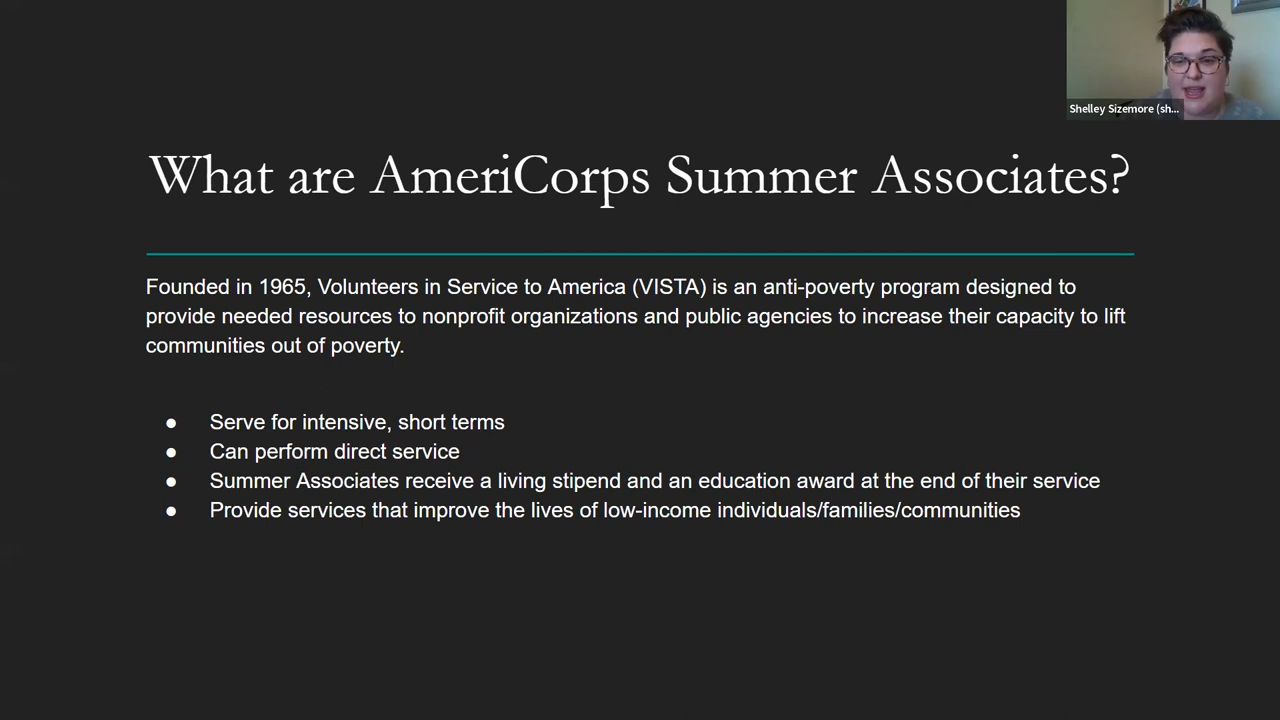 Shelley Sizemore (sh...
What are AmeriCorps Summer Associates?
Founded in 1965, Volunteers in Service to America (VISTA) is an anti-poverty program designed to
provide needed resources to nonprofit organizations and public agencies to increase their capacity to lift
communities out of poverty.
● Serve for intensive, short terms
● Can perform direct service
● Summer Associates receive a living stipend and an education award at the end of their service
● Provide services that improve the lives of low-income individuals/families/communities